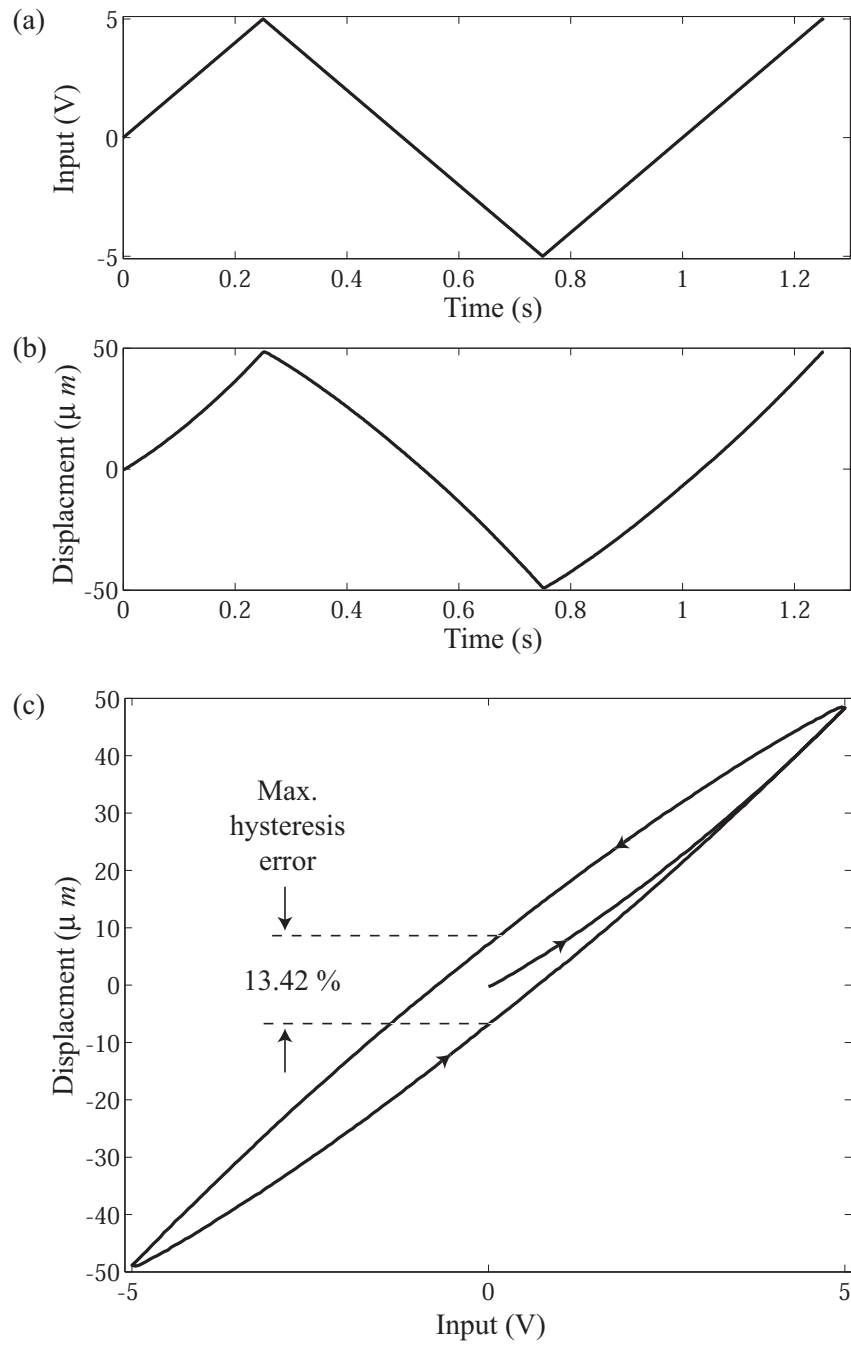 (a)
5
0
-5
Input (V)
0
0.2
0.4
0.6
0.8
1
1.2
Time (s)
(b)
50
0
-50
Displacment (μ m)
0
0.2
0.4
0.6
0.8
1
1.2
Time (s)
(c)
50
40
30
20
10
0
-10
-20
-30
-40
-50
Displacment (μ m)
Max.
hysteresis
error
13.42 %
-5
0
5
Input (V)